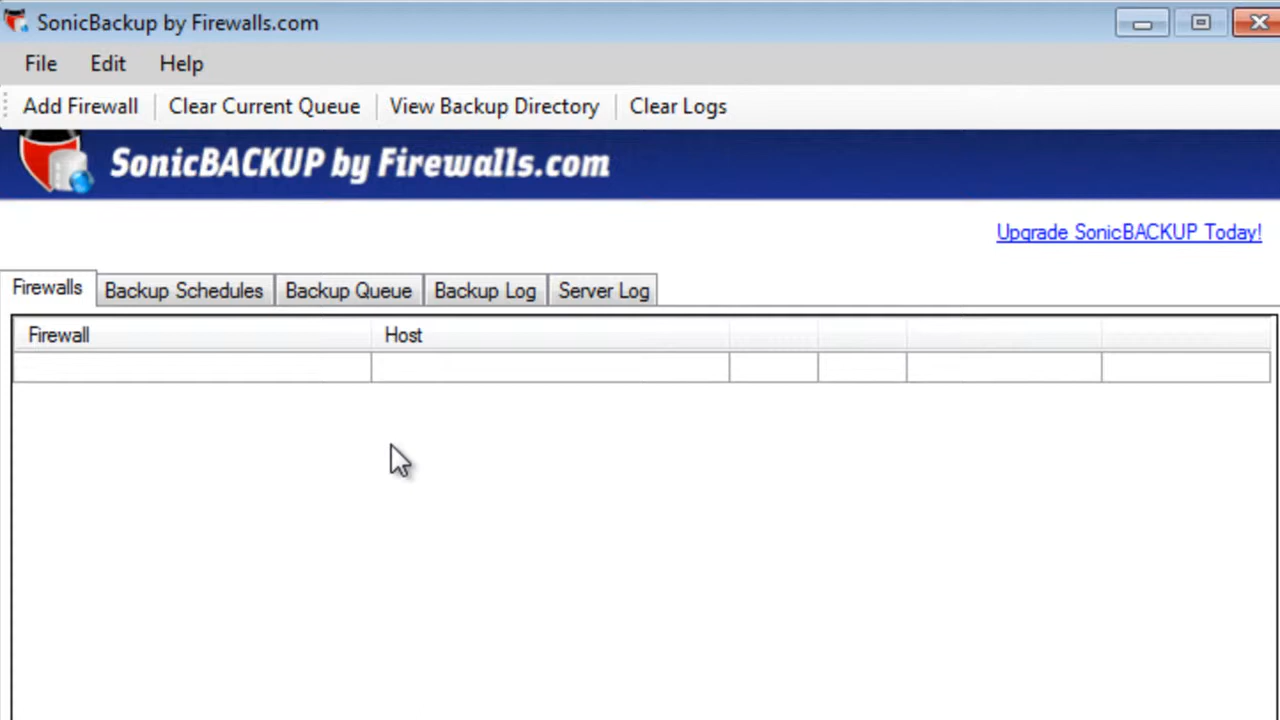 SonicBackup by Firewalls.com
File Edit Help
Add Firewall Clear Current Queue View Backup Directory Clear Logs
SonicBACKUP by Firewalls.com
Upgrade SonicBACKUP Today!
Firewalls Backup Schedules Backup Queue Backup Log Server Log
Firewall Host